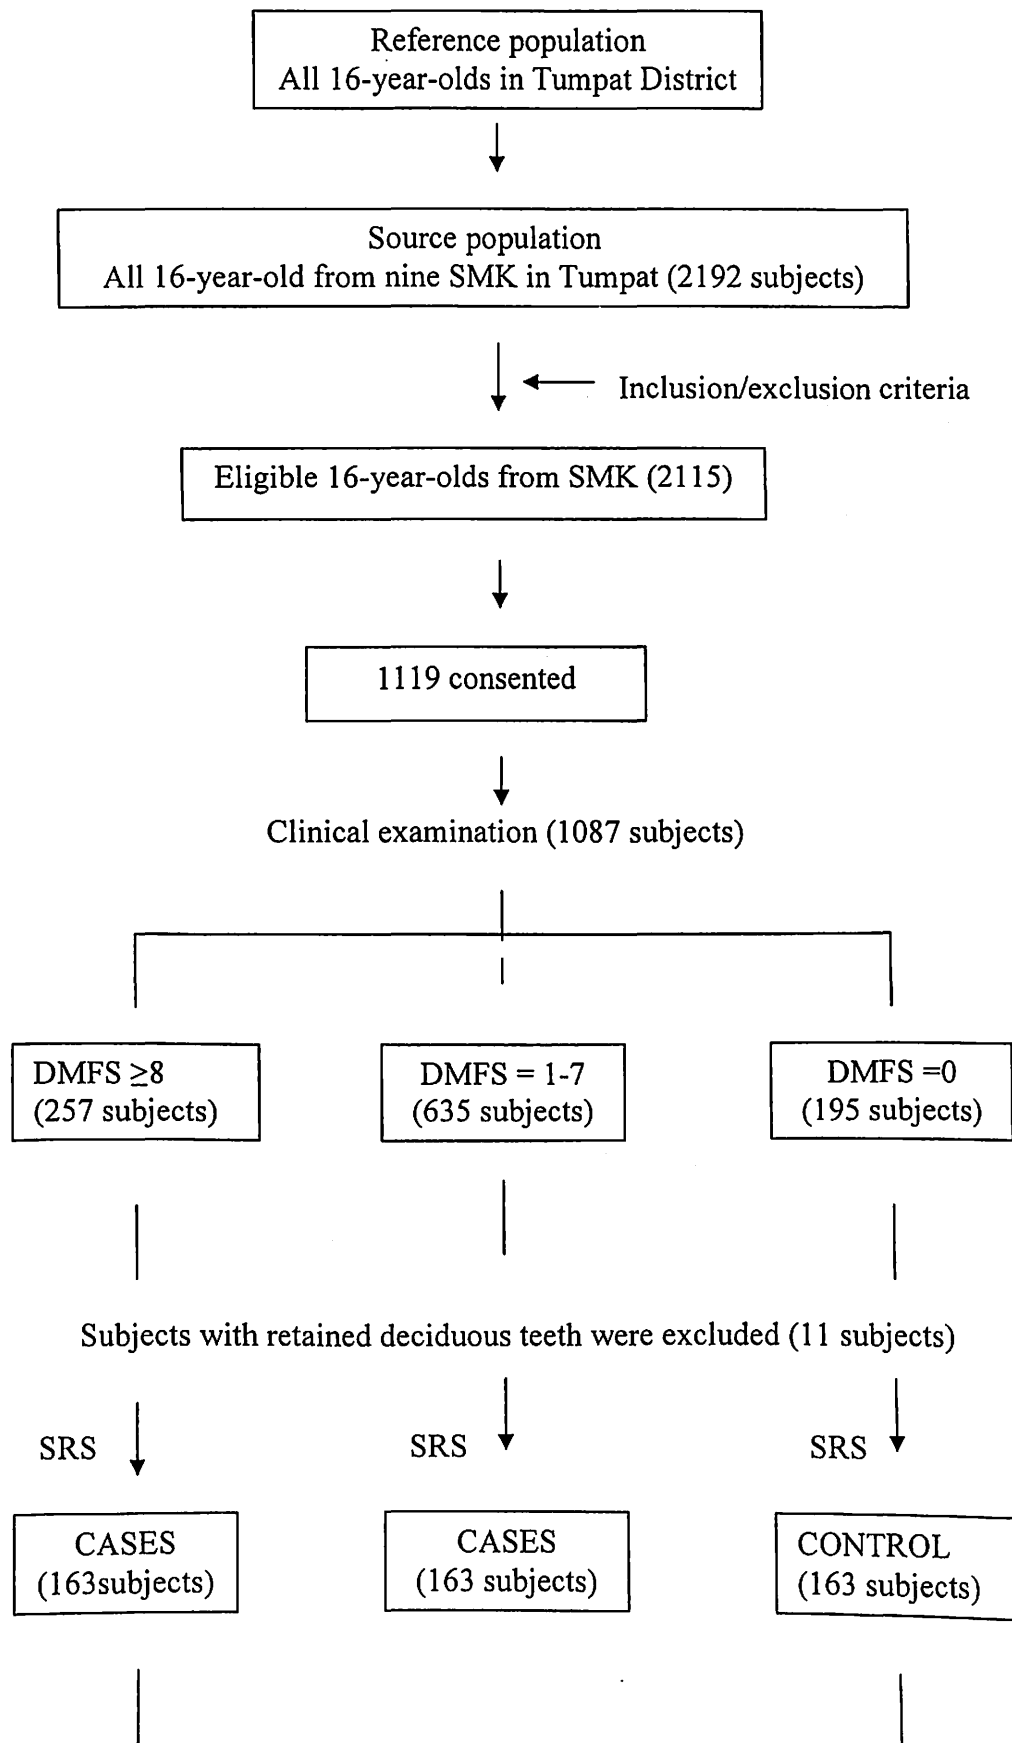 Reference population
All 16-year-olds in Tumpat District
Source population
All 16-year-old from nine SMK in Tumpat (2192 subjects)
Inclusion/exclusion criteria
Eligible 16-year-olds from SMK (2115)
1119 consented
Clinical examination (1087 subjects)
DMFS ≥8
(257 subjects)
DMFS = 1-7
(635 subjects)
DMFS =0
(195 subjects)
Subjects with retained deciduous teeth were excluded (11 subjects)
SRS
SRS
SRS
CASES
(163subjects)
CASES
(163 subjects)
CONTROL
(163 subjects)